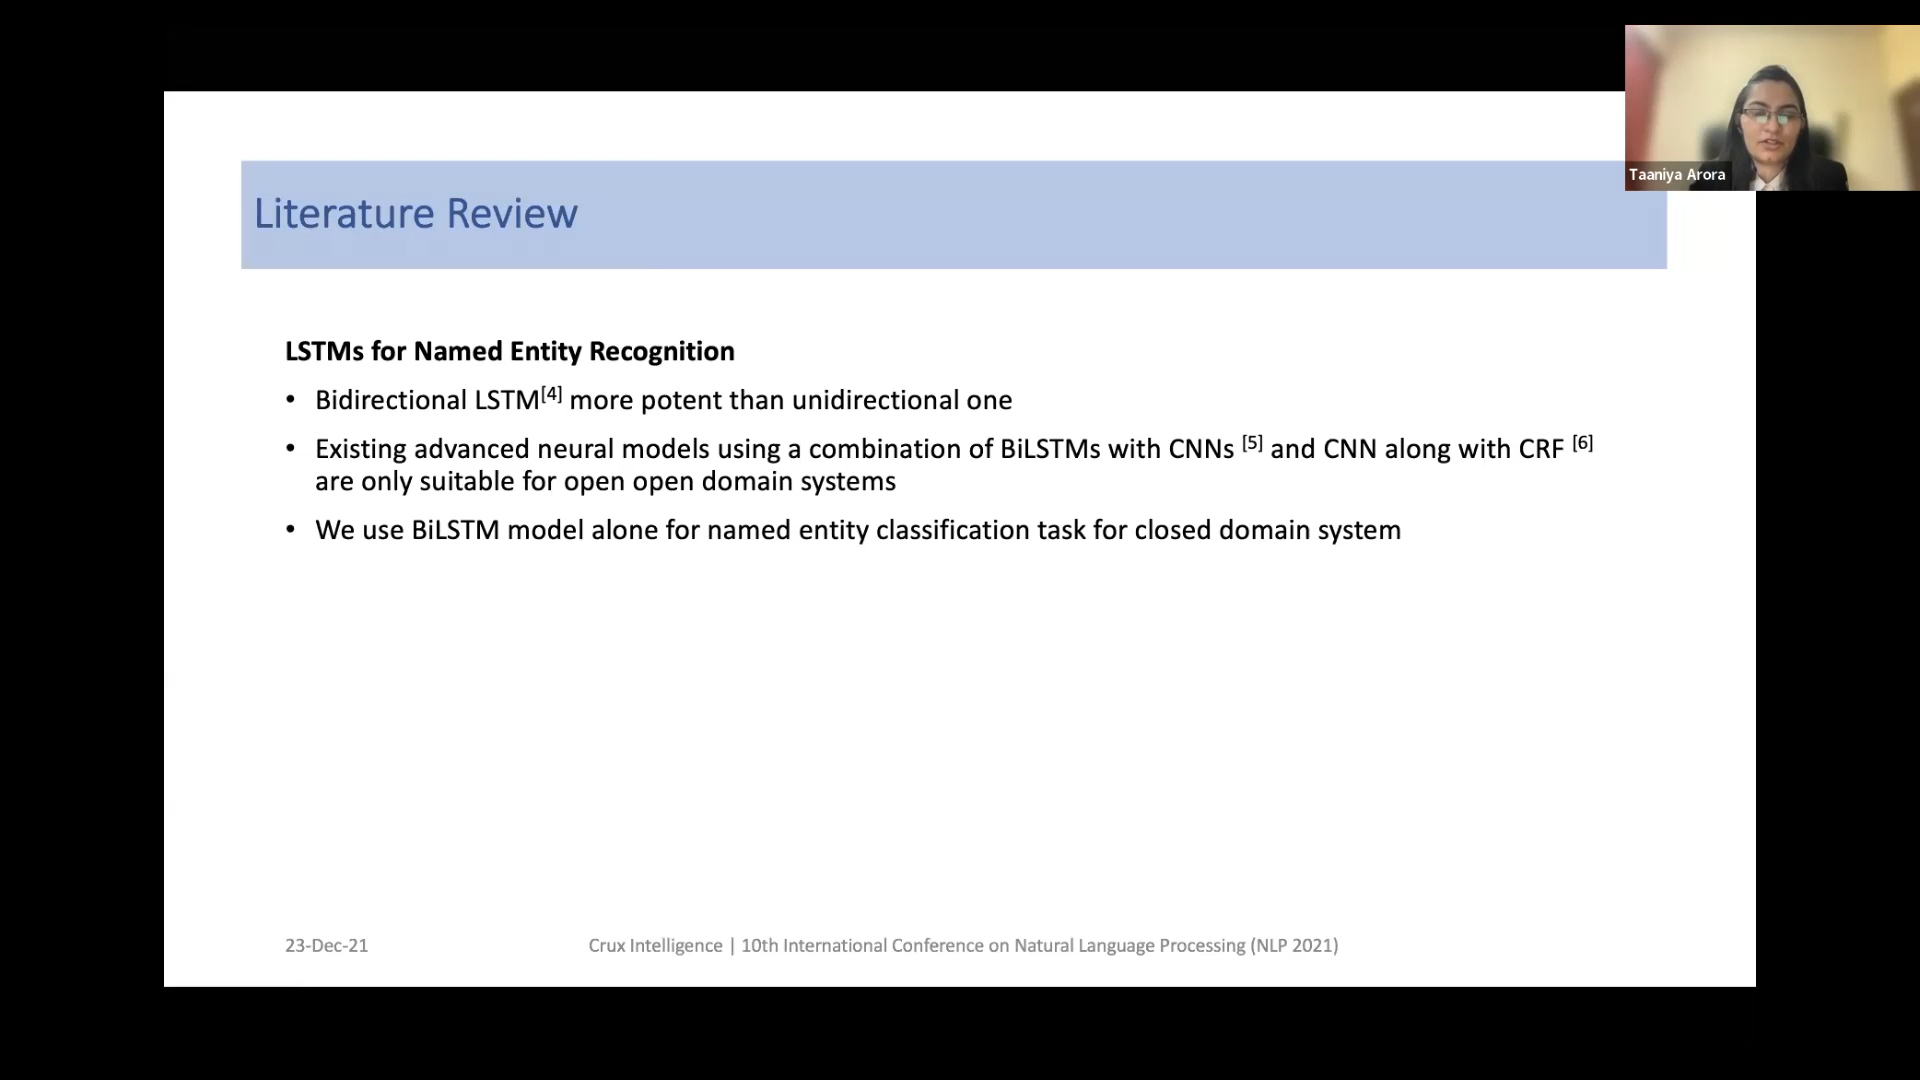 Taaniya Arora
Literature Review
LSTMs for Named Entity Recognition
• Bidirectional LSTM[4] more potent than unidirectional one
• Existing advanced neural models using a combination of BiLSTMs with CNNs [5] and CNN along with CRF [6]
are only suitable for open open domain systems
• We use BiLSTM model alone for named entity classification task for closed domain system
23-Dec-21
Crux Intelligence | 10th International Conference on Natural Language Processing (NLP 2021)